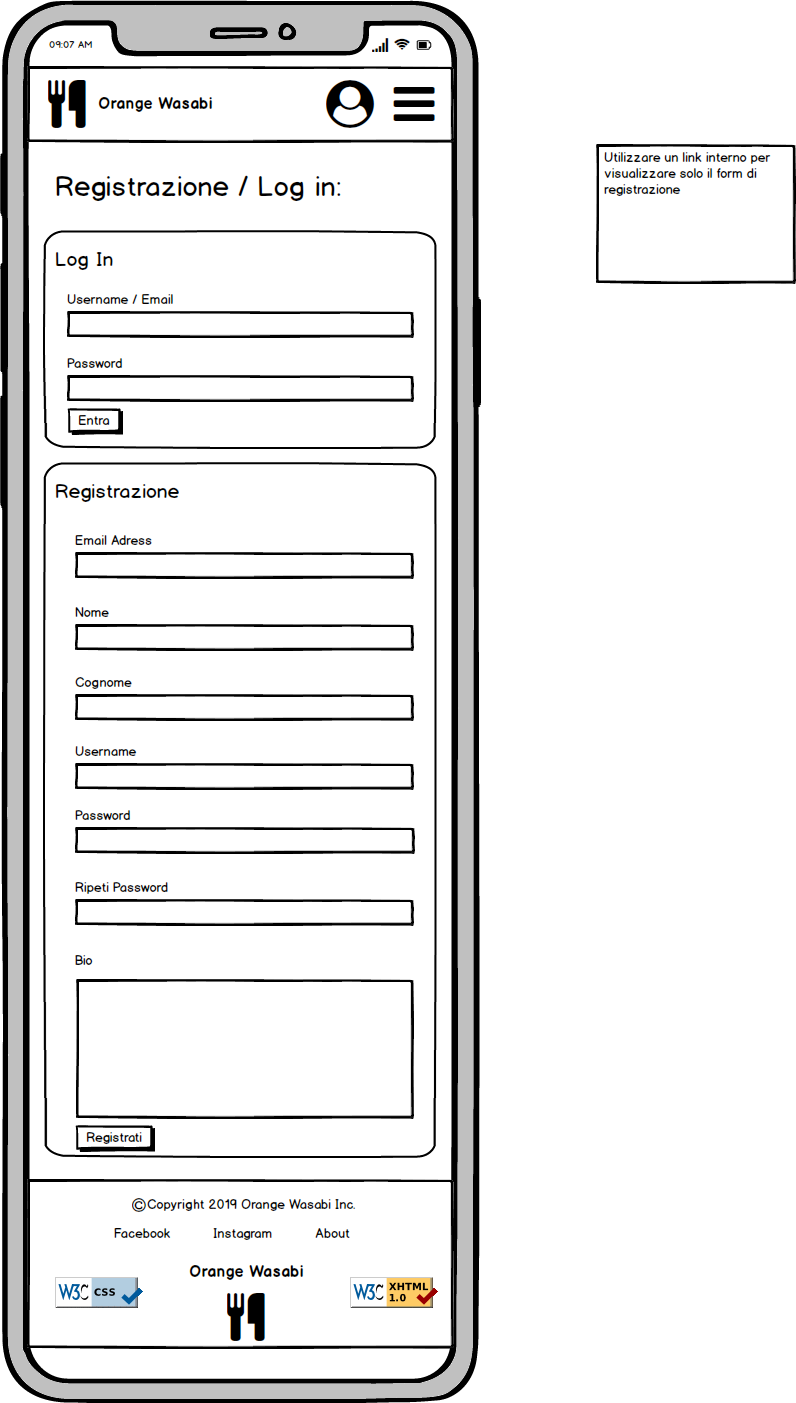 09:07 AM
Orange Wasabi
Registrazione / Log in:
Log In
Username / Email
Password
Entra
Registrazione
Email Adress
Nome
Cognome
Username
Password
Ripeti Password
Bio
Registrati
©Copyright 2019 Orange Wasabi Inc.
Facebook Instagram About
Orange Wasabi
W3C CSS
W3C XHTML
1.0
Utilizzare un link interno per
visualizzare solo il form di
registrazione